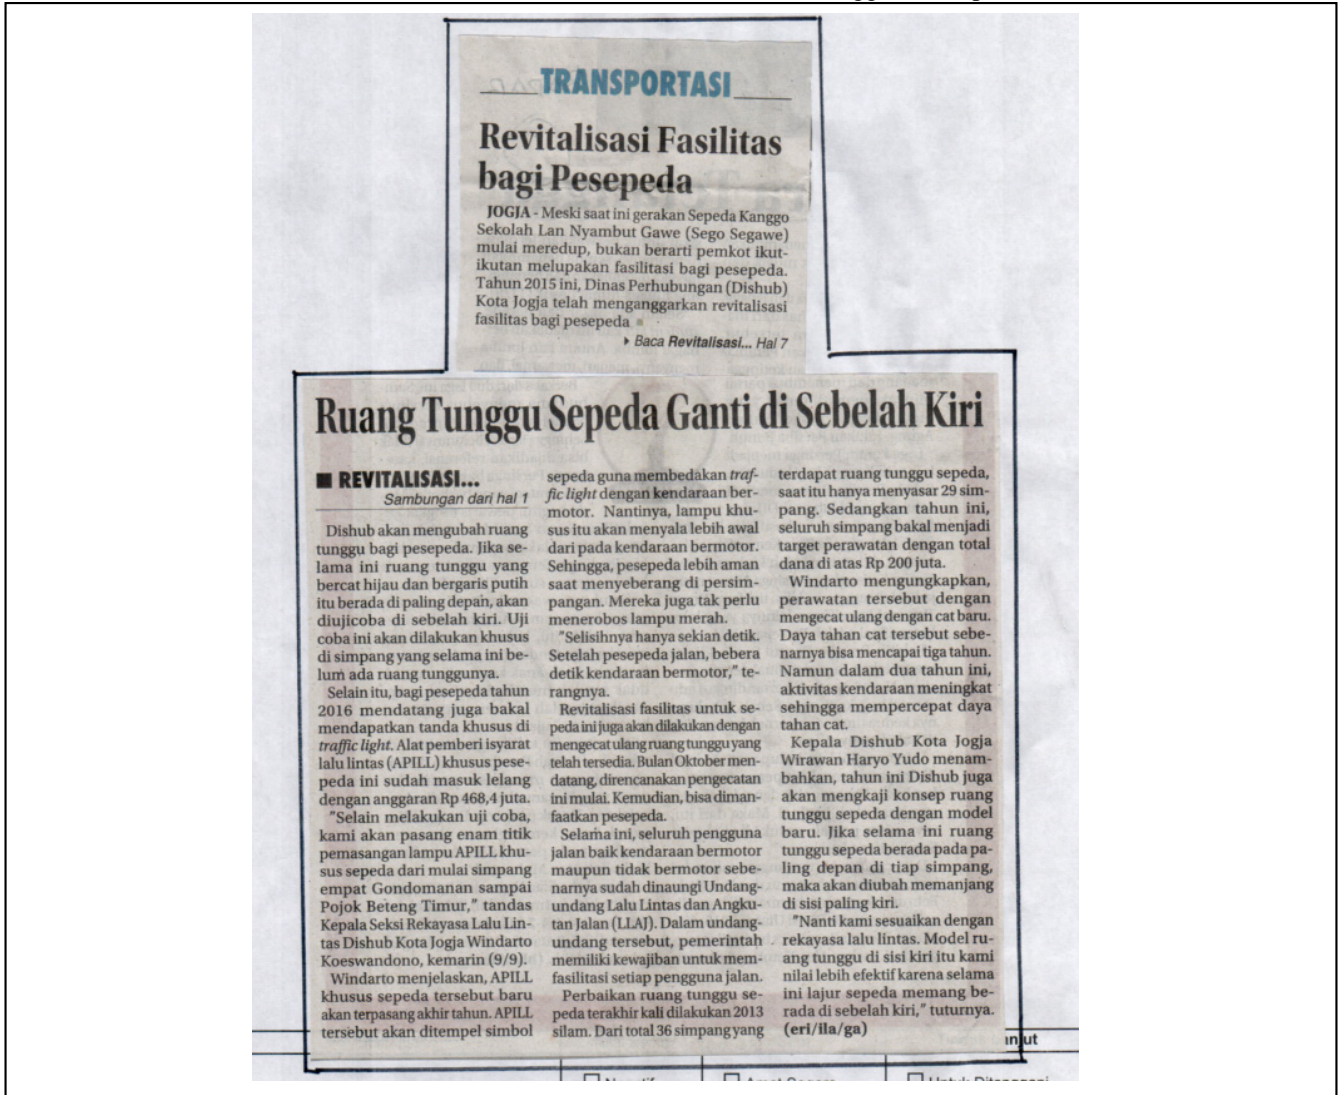 TRANSPORTASI
Revitalisasi Fasilitas
bagi Pesepeda
JOGJA - Meski saat ini gerakan Sepeda Kanggo
Sekolah Lan Nyambut Gawe (Sego Segawe)
mulai meredup, bukan berarti pemkot ikut-
ikutan melupakan fasilitasi bagi pesepeda.
Tahun 2015 ini, Dinas Perhubungan (Dishub)
Kota Jogja telah menganggarkan revitalisasi
fasilitas bagi pesepeda
Baca Revitalisasi... Hal 7
Ruang Tunggu Sepeda Ganti di Sebelah Kiri
REVITALISASI...
Sambungan dari hal 1
Dishub akan mengubah ruang
tunggu bagi pesepeda. Jika se-
lama ini ruang tunggu yang
bercat hijau dan bergaris putih
itu berada di paling depan, akan
diujicoba di sebelah kiri. Uji
coba ini akan dilakukan khusus
di simpang yang selama ini be-
lum ada ruang tunggunya.
Selain itu, bagi pesepeda tahun
2016 mendatang juga bakal
mendapatkan tanda khusus di
traffic light. Alat pemberi isyarat
lalu lintas (APILL) khusus pese-
peda ini sudah masuk lelang
dengan anggaran Rp 468,4 juta.
"Selain melakukan uji coba,
kami akan pasang enam titik
pemasangan lampu APILL khu-
sus sepeda dari mulai simpang
empat Gondomanan sampai
Pojok Beteng Timur," tandas
Kepala Seksi Rekayasa Lalu Lin-
tas Dishub Kota Jogja Windarto
Koeswandono, kemarin (9/9).
Windarto menjelaskan, APILL
khusus sepeda tersebut baru
akan terpasang akhir tahun. APILL
tersebut akan ditempel simbol
sepeda guna membedakan traf-
fic light dengan kendaraan ber-
motor. Nantinya, lampu khu-
sus itu akan menyala lebih awal
dari pada kendaraan bermotor.
Sehingga, pesepeda lebih aman
saat menyeberang di persim-
pangan. Mereka juga tak perlu
menerobos lampu merah.
"Selisihnya hanya sekian detik.
Setelah pesepeda jalan, bebera
detik kendaraan bermotor," te-
rangnya.
Revitalisasi fasilitas untuk se-
peda ini juga akan dilakukan dengan
mengecat ulang ruang tunggu yang
telah tersedia. Bulan Oktober men-
datang, direncanakan pengecatan
ini mulai. Kemudian, bisa diman-
faatkan pesepeda.
Selama ini, seluruh pengguna
jalan baik kendaraan bermotor
maupun tidak bermotor sebe-
narnya sudah dinaungi Undang-
undang Lalu Lintas dan Angku-
tan Jalan (LLAJ). Dalam undang-
undang tersebut, pemerintah
memiliki kewajiban untuk mem-
fasilitasi setiap pengguna jalan.
Perbaikan ruang tunggu se-
peda terakhir kali dilakukan 2013
silam. Dari total 36 simpang yang
terdapat ruang tunggu sepeda,
saat itu hanya menyasar 29 sim-
pang. Sedangkan tahun ini,
seluruh simpang bakal menjadi
target perawatan dengan total
dana di atas Rp 200 juta.
Windarto mengungkapkan,
perawatan tersebut dengan
mengecat ulang dengan cat baru.
Daya tahan cat tersebut sebe-
narnya bisa mencapai tiga tahun.
Namun dalam dua tahun ini,
aktivitas kendaraan meningkat
sehingga mempercepat daya
tahan cat.
Kepala Dishub Kota Jogja
Wirawan Haryo Yudo menam-
bahkan, tahun ini Dishub juga
akan mengkaji konsep ruang
tunggu sepeda dengan model
baru. Jika selama ini ruang
tunggu sepeda berada pada pa-
ling depan di tiap simpang,
maka akan diubah memanjang
di sisi paling kiri.
"Nanti kami sesuaikan dengan
rekayasa lalu lintas. Model ru-
ang tunggu di sisi kiri itu kami
nilai lebih efektif karena selama
ini lajur sepeda memang be-
rada di sebelah kiri," tuturnya.
(eri/ila/ga)